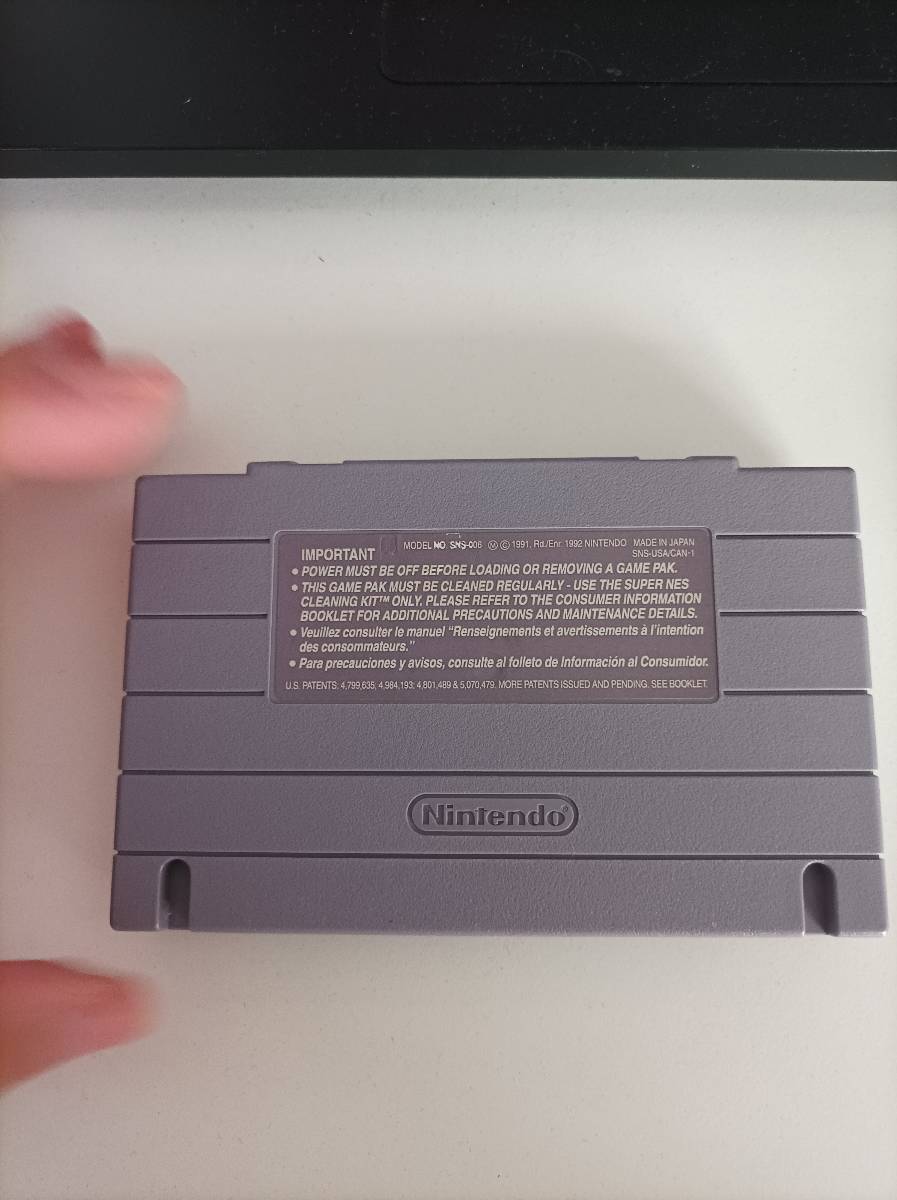 IMPORTANT MODEL NO. SNS-006 Ⓜ © 1991, Rd./Enr. 1992 NINTENDO MADE IN JAPAN
SNS-USA/CAN-1
• POWER MUST BE OFF BEFORE LOADING OR REMOVING A GAME PAK.
• THIS GAME PAK MUST BE CLEANED REGULARLY - USE THE SUPER NES
CLEANING KIT™ ONLY. PLEASE REFER TO THE CONSUMER INFORMATION
BOOKLET FOR ADDITIONAL PRECAUTIONS AND MAINTENANCE DETAILS.
• Veuillez consulter le manuel "Renseignements et avertissements à l'intention
des consommateurs."
• Para precauciones y avisos, consulte al folleto de Información al Consumidor.
U.S. PATENTS: 4,799,635; 4,984,193; 4,801,489 & 5,070,479. MORE PATENTS ISSUED AND PENDING. SEE BOOKLET.
Nintendo®